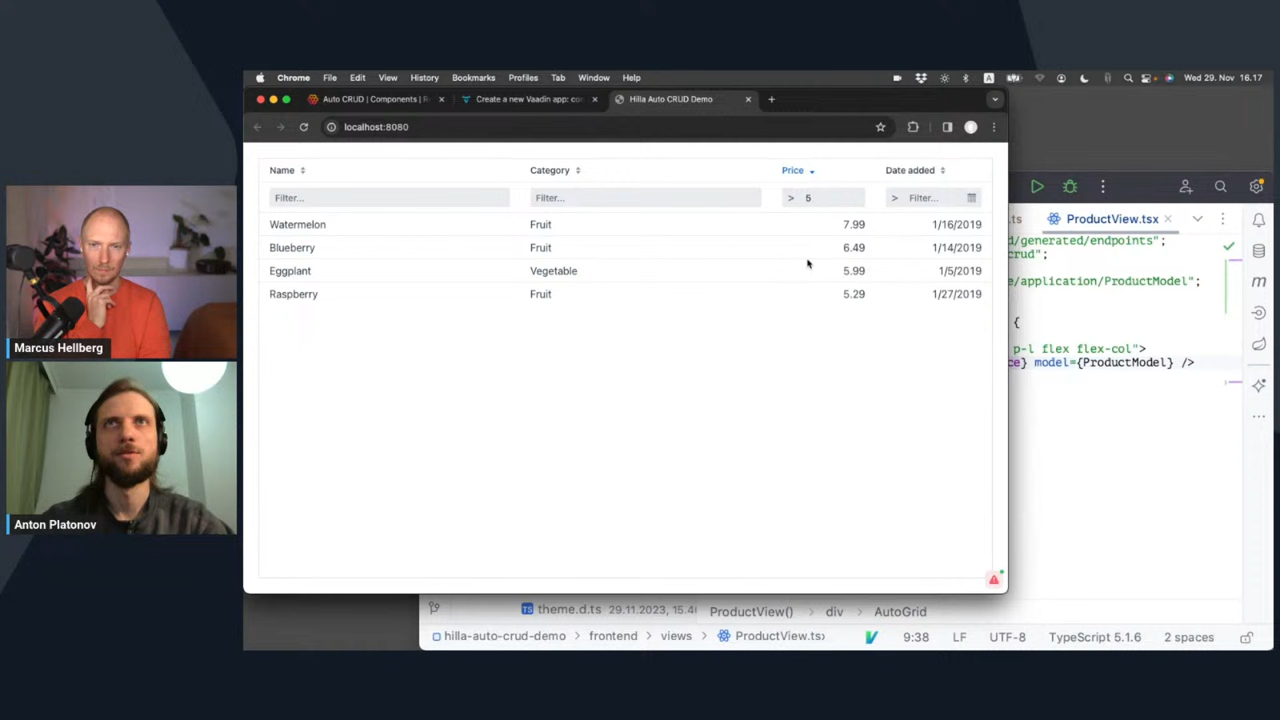 Chrome File Edit View History Bookmarks Profiles Tab Window Help A Wed 29. Nov 16.17
Auto CRUD | Components | R Create a new Vaadin app: co Hilla Auto CRUD Demo
localhost:8080
Name Category Price Date added
Filter... Filter... > 5 > Filter...
Watermelon Fruit 7.99 1/16/2019
Blueberry Fruit 6.49 1/14/2019
Eggplant Vegetable 5.99 1/5/2019
Raspberry Fruit 5.29 1/27/2019
.ts ProductView.tsx
d/generated/endpoints";
crud";
e/application/ProductModel";
{
p-l flex flex-col">
ce} model={ProductModel} />
m
Marcus Hellberg
Anton Platonov
TS theme.d.ts 29.11.2023, 15.4 ProductView() div AutoGrid
hilla-auto-crud-demo frontend views ProductView.ts 9:38 LF UTF-8 TypeScript 5.1.6 2 spaces